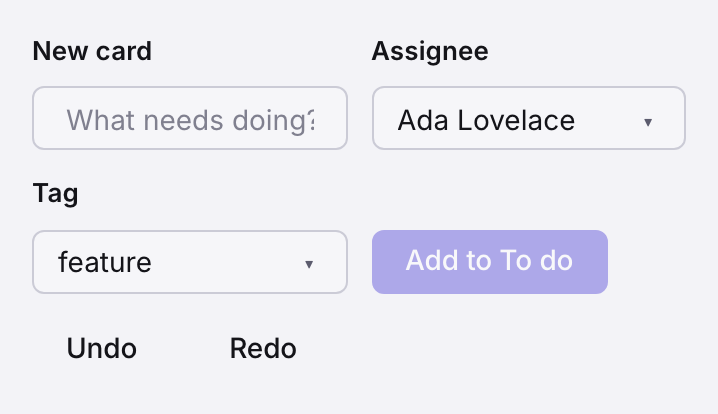 New card
Assignee
What needs doing?
Ada Lovelace
Tag
feature
Add to To do
Undo
Redo